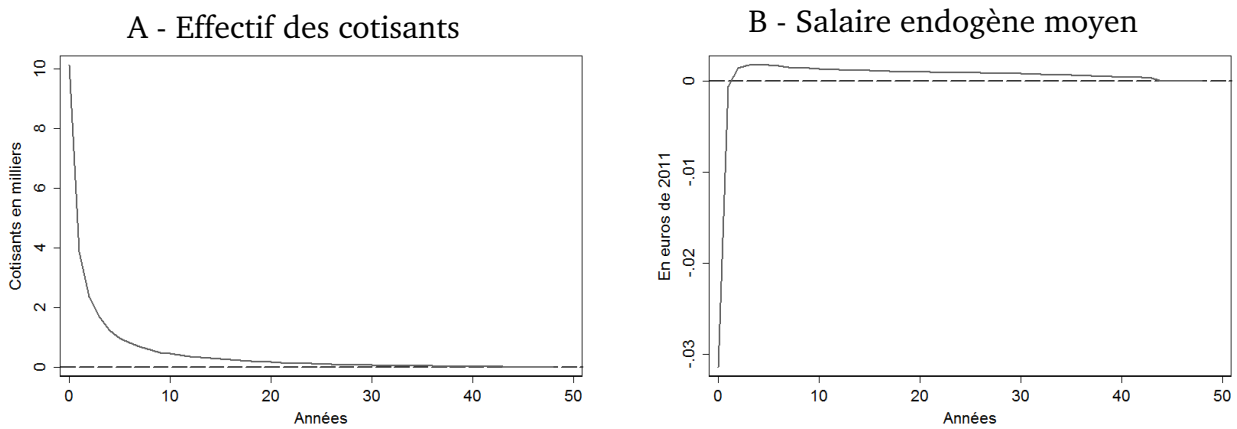 A - Effectif des cotisants
Cotisants en milliers
10
8
6
4
2
0
0 10 20 30 40 50
Années
B - Salaire endogène moyen
En euros de 2011
0
-.01
-.02
-.03
0 10 20 30 40 50
Années